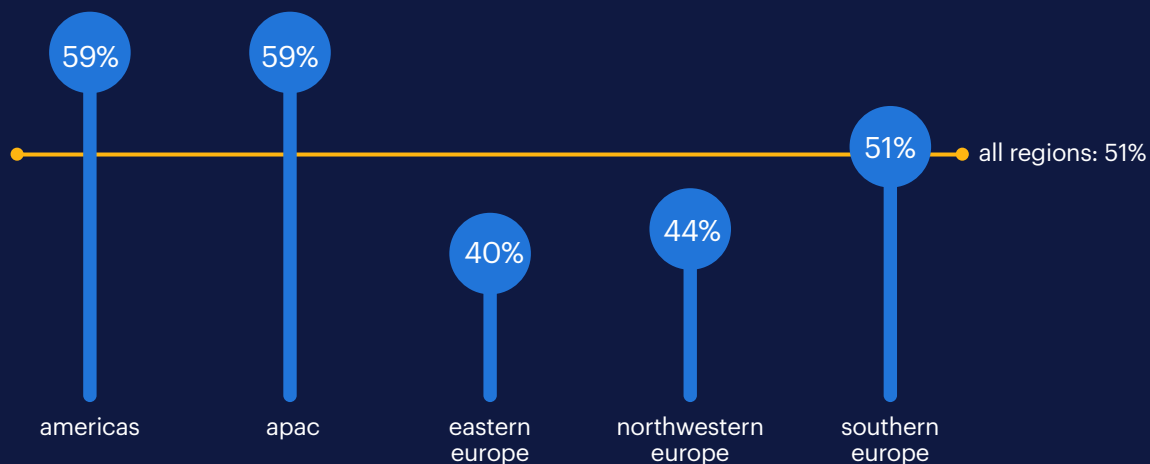 59%
59%
40%
44%
51%
all regions: 51%
americas
apac
eastern
europe
northwestern
europe
southern
europe